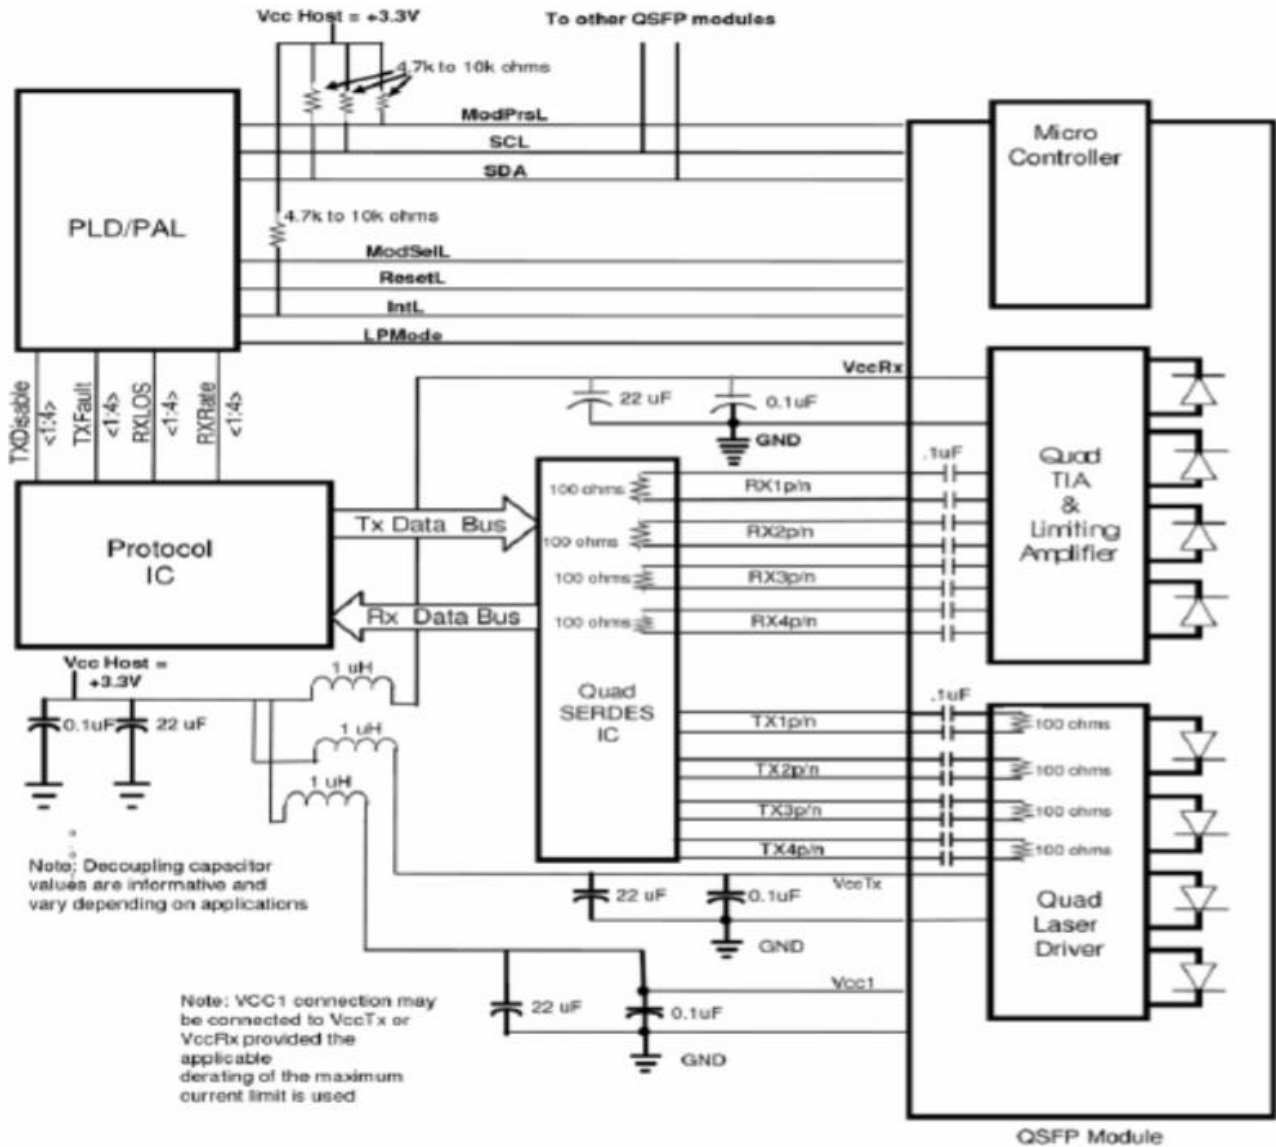 Vcc Host = +3.3V
To other QSFP modules
4.7k to 10k ohms
ModPrsL
SCL
SDA
Micro
Controller
PLD/PAL
4.7k to 10k ohms
ModSelL
ResetL
IntL
LPMode
TXDisable
<1:4>
TXFault
<1:4>
RXLOS
<1:4>
RXRate
<1:4>
VccRx
22 uF
0.1uF
GND
.1uF
Quad
TIA
&
Limiting
Amplifier
100 ohms
RX1p/n
100 ohms
RX2p/n
100 ohms
RX3p/n
100 ohms
RX4p/n
Tx Data Bus
Protocol
IC
Rx Data Bus
Vcc Host =
+3.3V
0.1uF
22 uF
1 uH
1 uH
1 uH
Quad
SERDES
IC
.1uF
TX1p/n
100 ohms
TX2p/n
100 ohms
TX3p/n
100 ohms
TX4p/n
100 ohms
Quad
Laser
Driver
VccTx
22 uF
0.1uF
GND
Note: Decoupling capacitor
values are informative and
vary depending on applications
Vcc1
22 uF
0.1uF
GND
Note: VCC1 connection may
be connected to VccTx or
VccRx provided the
applicable
derating of the maximum
current limit is used
QSFP Module